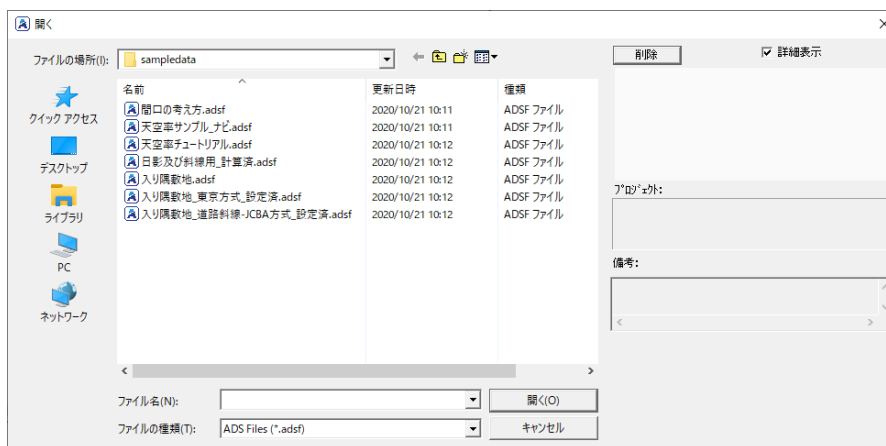 開く
ファイルの場所(I): sampledata
削除 詳細表示
名前 更新日時 種類
間口の考え方.adsf 2020/10/21 10:11 ADSF ファイル
天空率サンプル_ナビ.adsf 2020/10/21 10:11 ADSF ファイル
天空率チュートリアル.adsf 2020/10/21 10:12 ADSF ファイル
日影及び斜線用_計算済.adsf 2020/10/21 10:12 ADSF ファイル
入り隅敷地.adsf 2020/10/21 10:12 ADSF ファイル
入り隅敷地_東京方式_設定済.adsf 2020/10/21 10:12 ADSF ファイル
入り隅敷地_道路斜線-JCBA方式_設定済.adsf 2020/10/21 10:12 ADSF ファイル
クイック アクセス
デスクトップ
ライブラリ
PC
ネットワーク
プロジェクト:
備考:
ファイル名(N): 開く(O)
ファイルの種類(T): ADS Files (*.adsf) キャンセル